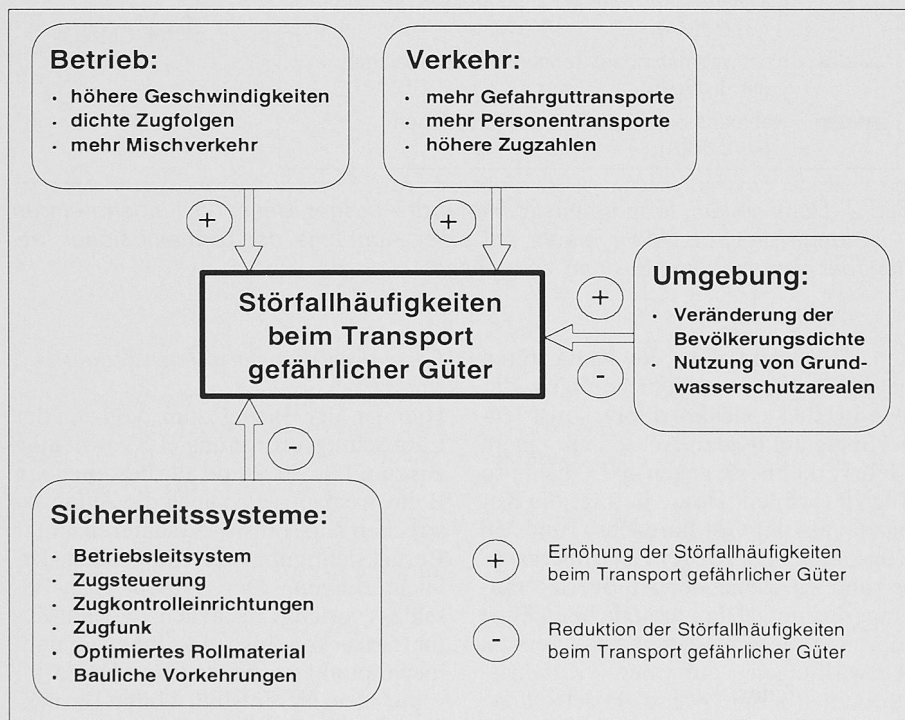 Betrieb:
· höhere Geschwindigkeiten
· dichte Zugfolgen
· mehr Mischverkehr
Verkehr:
· mehr Gefahrguttransporte
· mehr Personentransporte
· höhere Zugzahlen
+
+
Störfallhäufigkeiten
beim Transport
gefährlicher Güter
+
-
Umgebung:
· Veränderung der
Bevölkerungsdichte
· Nutzung von Grund-
wasserschutzarealen
-
Sicherheitssysteme:
· Betriebsleitsystem
· Zugsteuerung
· Zugkontrolleinrichtungen
· Zugfunk
· Optimiertes Rollmaterial
· Bauliche Vorkehrungen
+ Erhöhung der Störfallhäufigkeiten
beim Transport gefährlicher Güter
- Reduktion der Störfallhäufigkeiten
beim Transport gefährlicher Güter